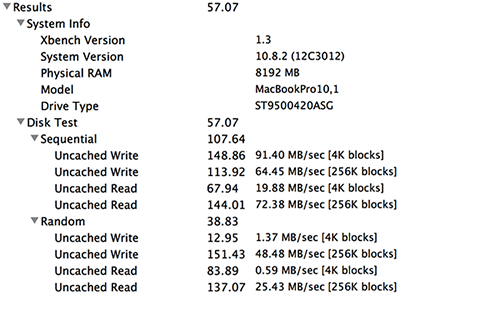 Results 57.07
System Info
Xbench Version 1.3
System Version 10.8.2 (12C3012)
Physical RAM 8192 MB
Model MacBookPro10,1
Drive Type ST9500420ASG
Disk Test 57.07
Sequential 107.64
Uncached Write 148.86 91.40 MB/sec [4K blocks]
Uncached Write 113.92 64.45 MB/sec [256K blocks]
Uncached Read 67.94 19.88 MB/sec [4K blocks]
Uncached Read 144.01 72.38 MB/sec [256K blocks]
Random 38.83
Uncached Write 12.95 1.37 MB/sec [4K blocks]
Uncached Write 151.43 48.48 MB/sec [256K blocks]
Uncached Read 83.89 0.59 MB/sec [4K blocks]
Uncached Read 137.07 25.43 MB/sec [256K blocks]